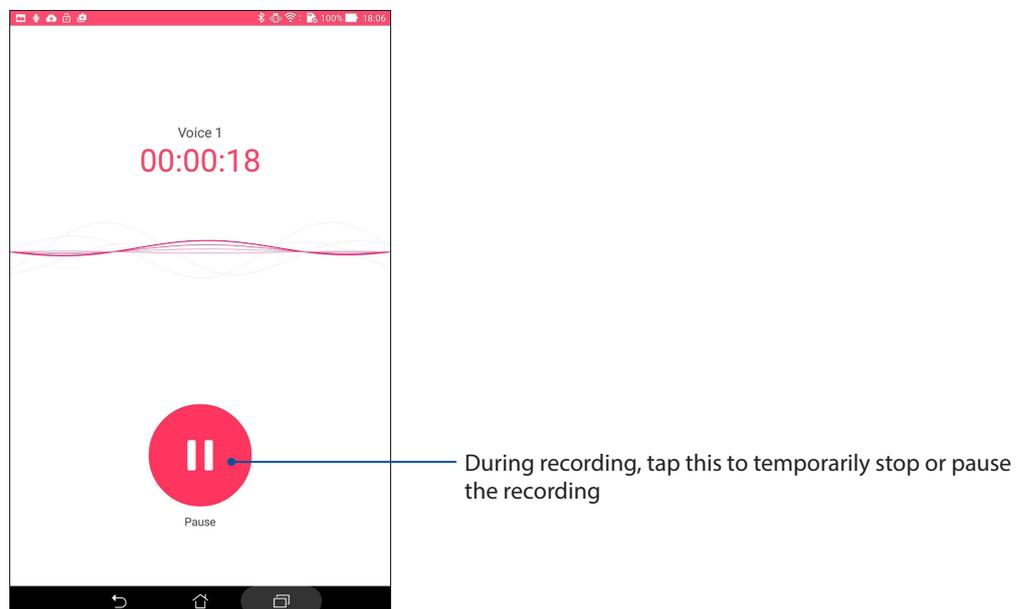 100% 18:06
Voice 1
00:00:18
During recording, tap this to temporarily stop or pause
the recording
Pause